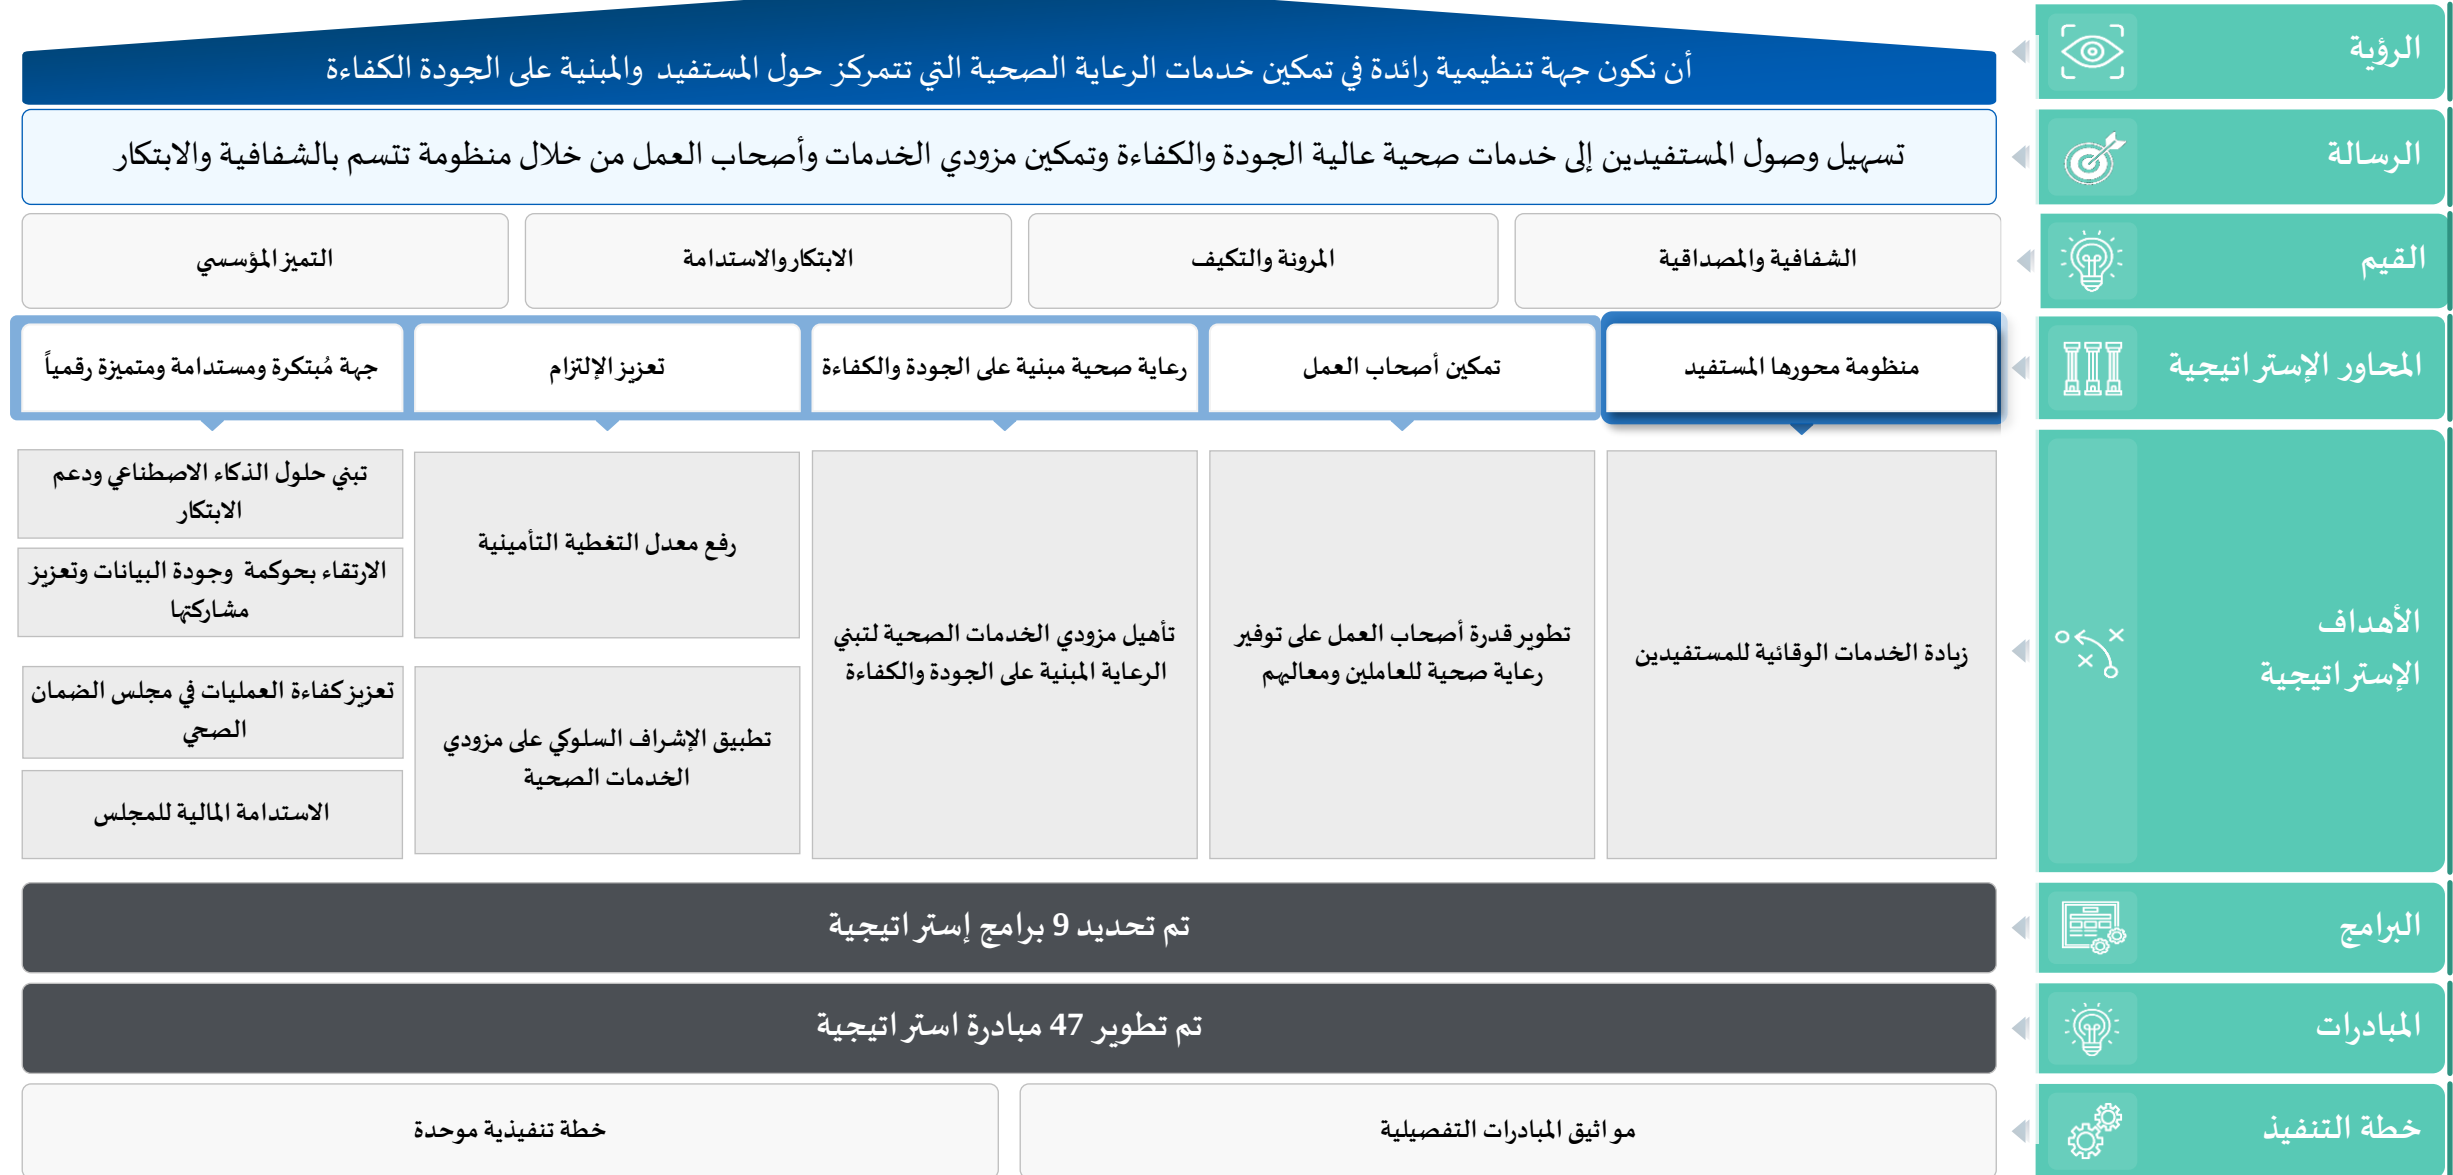 الرؤية
أن نكون جهة تنظيمية رائدة في تمكين خدمات الرعاية الصحية التي تتمركز حول المستفيد والمبنية على الجودة الكفاءة
الرسالة
تسهيل وصول المستفيدين إلى خدمات صحية عالية الجودة والكفاءة وتمكين مزودي الخدمات وأصحاب العمل من خلال منظومة تتسم بالشفافية والابتكار
القيم
الشفافية والمصداقية
المرونة والتكيف
الابتكار والاستدامة
التميز المؤسسي
المحاور الإستراتيجية
منظومة محورها المستفيد
تمكين أصحاب العمل
رعاية صحية مبنية على الجودة والكفاءة
تعزيز الإلتزام
جهة مُبتكرة ومستدامة ومتميزة رقمياً
الأهداف
الإستراتيجية
زيادة الخدمات الوقائية للمستفيدين
تطوير قدرة أصحاب العمل على توفير
رعاية صحية للعاملين ومعاليهم
تأهيل مزودي الخدمات الصحية لتبني
الرعاية المبنية على الجودة والكفاءة
رفع معدل التغطية التأمينية
تطبيق الإشراف السلوكي على مزودي
الخدمات الصحية
تبني حلول الذكاء الاصطناعي ودعم
الابتكار
الارتقاء بحوكمة وجودة البيانات وتعزيز
مشاركتها
تعزيز كفاءة العمليات في مجلس الضمان
الصحي
الاستدامة المالية للمجلس
البرامج
تم تحديد 9 برامج إستراتيجية
المبادرات
تم تطوير 47 مبادرة استراتيجية
خطة التنفيذ
مواثيق المبادرات التفصيلية
خطة تنفيذية موحدة